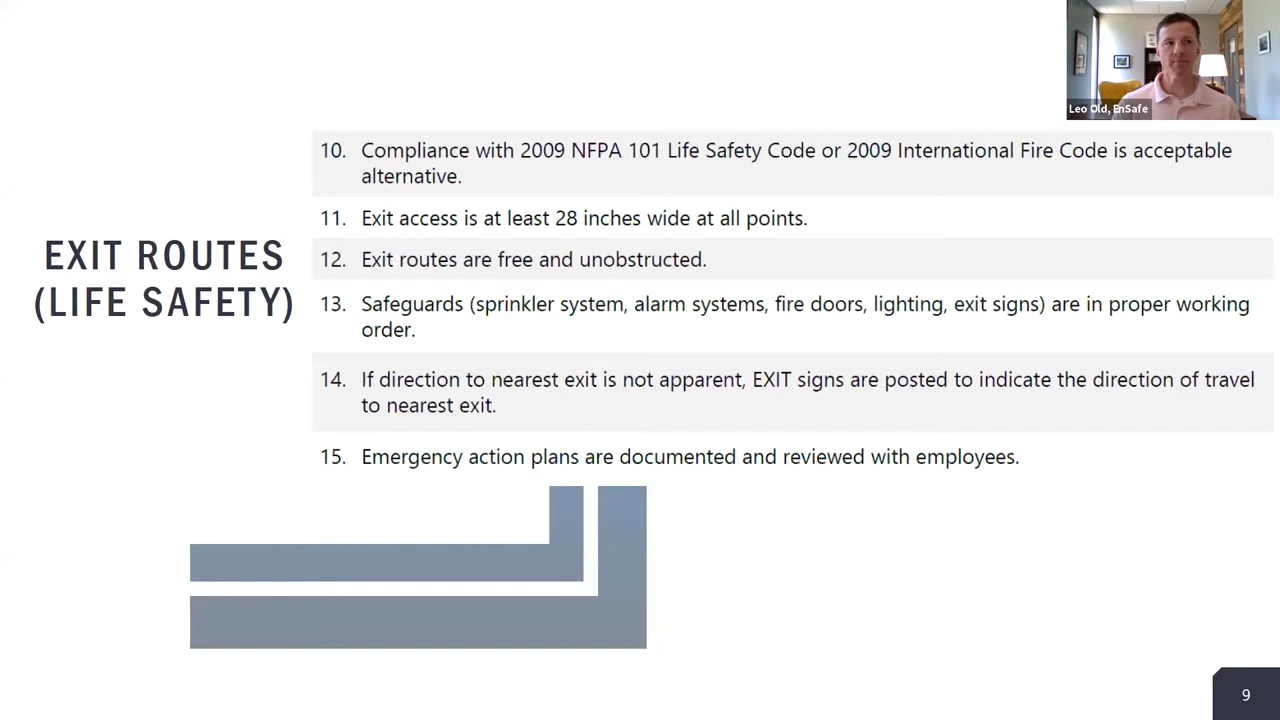 Leo Old, EnSafe
EXIT ROUTES
(LIFE SAFETY)
10. Compliance with 2009 NFPA 101 Life Safety Code or 2009 International Fire Code is acceptable
alternative.
11. Exit access is at least 28 inches wide at all points.
12. Exit routes are free and unobstructed.
13. Safeguards (sprinkler system, alarm systems, fire doors, lighting, exit signs) are in proper working
order.
14. If direction to nearest exit is not apparent, EXIT signs are posted to indicate the direction of travel
to nearest exit.
15. Emergency action plans are documented and reviewed with employees.
9